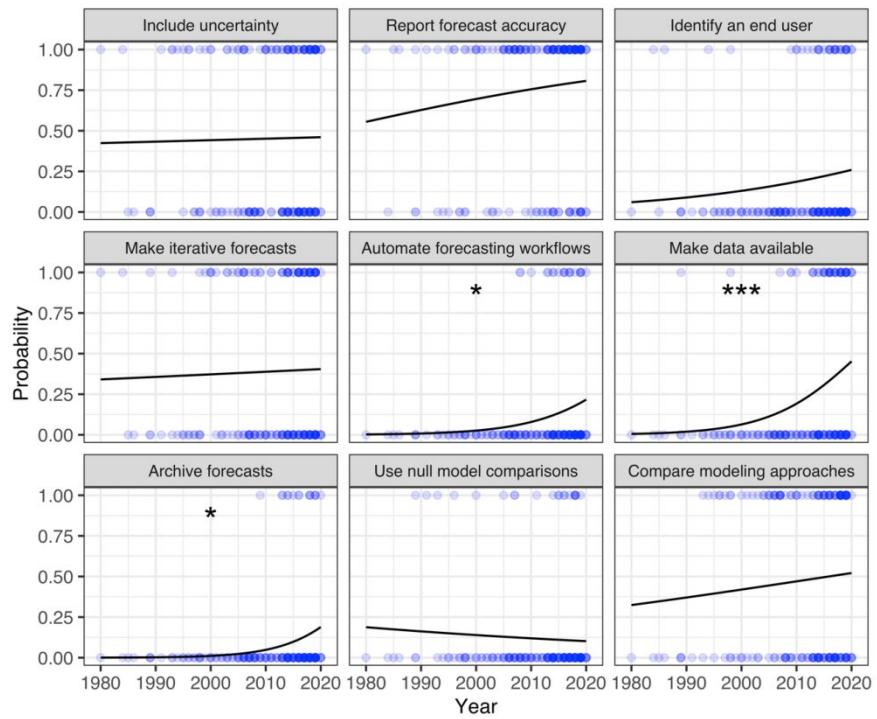 Include uncertainty
Report forecast accuracy
Identify an end user
1.00
0.75
0.50
0.25
0.00
Make iterative forecasts
Automate forecasting workflows
Make data available
1.00
0.75
0.50
0.25
0.00
*
***
Probability
Archive forecasts
Use null model comparisons
Compare modeling approaches
1.00
0.75
0.50
0.25
0.00
*
1980 1990 2000 2010 2020
1980 1990 2000 2010 2020
1980 1990 2000 2010 2020
Year